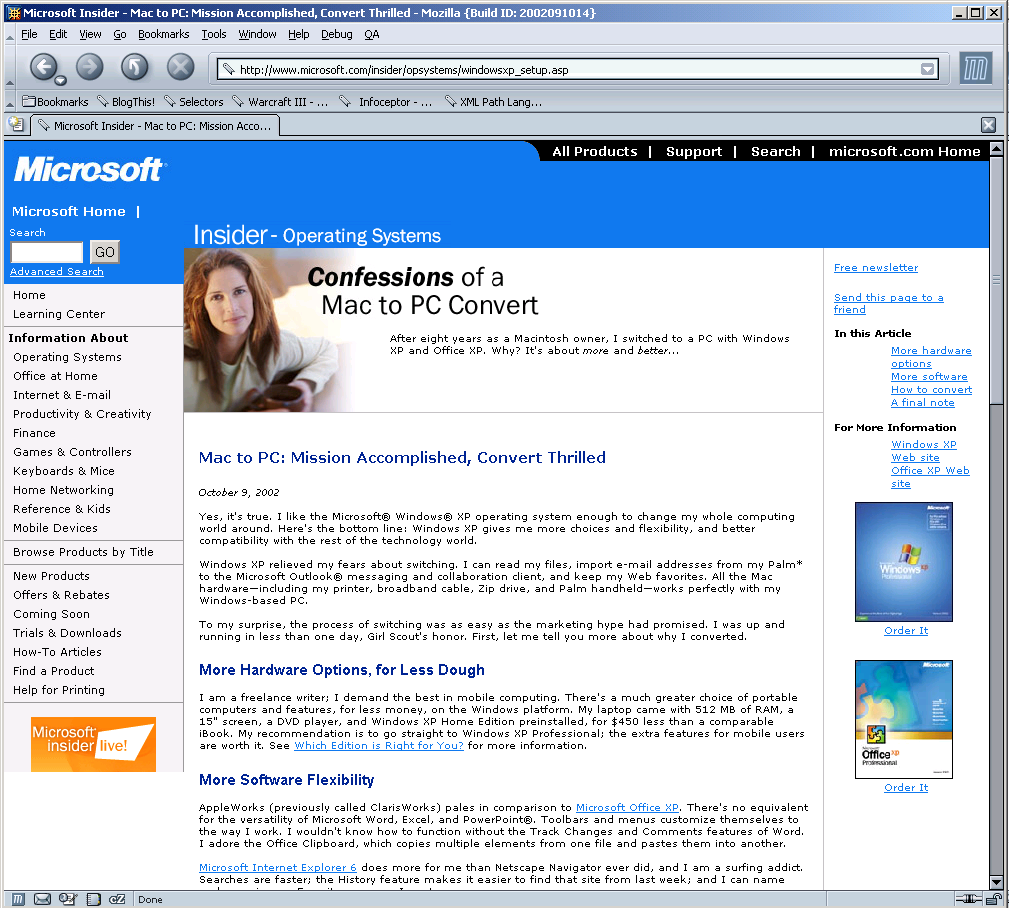 Microsoft Insider - Mac to PC: Mission Accomplished, Convert Thrilled - Mozilla {Build ID: 2002091014}
File Edit View Go Bookmarks Tools Window Help Debug QA
http://www.microsoft.com/insider/opsystems/windowsxp_setup.asp
Bookmarks BlogThis! Selectors Warcraft III - ... Infoceptor - ... XML Path Lang...
Microsoft Insider - Mac to PC: Mission Acco...
All Products | Support | Search | microsoft.com Home
Microsoft
Microsoft Home |
Search
GO
Advanced Search
Insider - Operating Systems
Home
Learning Center
Information About
Operating Systems
Office at Home
Internet & E-mail
Productivity & Creativity
Finance
Games & Controllers
Keyboards & Mice
Home Networking
Reference & Kids
Mobile Devices
Browse Products by Title
New Products
Offers & Rebates
Coming Soon
Trials & Downloads
How-To Articles
Find a Product
Help for Printing
Microsoft
insider live!
Confessions of a
Mac to PC Convert
After eight years as a Macintosh owner, I switched to a PC with Windows
XP and Office XP. Why? It's about more and better...
Mac to PC: Mission Accomplished, Convert Thrilled
October 9, 2002
Yes, it's true. I like the Microsoft® Windows® XP operating system enough to change my whole computing
world around. Here's the bottom line: Windows XP gives me more choices and flexibility, and better
compatibility with the rest of the technology world.
Windows XP relieved my fears about switching. I can read my files, import e-mail addresses from my Palm*
to the Microsoft Outlook® messaging and collaboration client, and keep my Web favorites. All the Mac
hardware—including my printer, broadband cable, Zip drive, and Palm handheld—works perfectly with my
Windows-based PC.
To my surprise, the process of switching was as easy as the marketing hype had promised. I was up and
running in less than one day, Girl Scout's honor. First, let me tell you more about why I converted.
More Hardware Options, for Less Dough
I am a freelance writer; I demand the best in mobile computing. There's a much greater choice of portable
computers and features, for less money, on the Windows platform. My laptop came with 512 MB of RAM, a
15" screen, a DVD player, and Windows XP Home Edition preinstalled, for $450 less than a comparable
iBook. My recommendation is to go straight to Windows XP Professional; the extra features for mobile users
are worth it. See Which Edition is Right for You? for more information.
More Software Flexibility
AppleWorks (previously called ClarisWorks) pales in comparison to Microsoft Office XP. There's no equivalent
for the versatility of Microsoft Word, Excel, and PowerPoint®. Toolbars and menus customize themselves to
the way I work. I wouldn't know how to function without the Track Changes and Comments features of Word.
I adore the Office Clipboard, which copies multiple elements from one file and pastes them into another.
Microsoft Internet Explorer 6 does more for me than Netscape Navigator ever did, and I am a surfing addict.
Searches are faster; the History feature makes it easier to find that site from last week; and I can name
Free newsletter
Send this page to a
friend
In this Article
More hardware
options
More software
How to convert
A final note
For More Information
Windows XP
Web site
Office XP Web
site
Microsoft
Windows xp
Professional
Order It
Microsoft
Microsoft
Office xp
Professional
Order It
Done